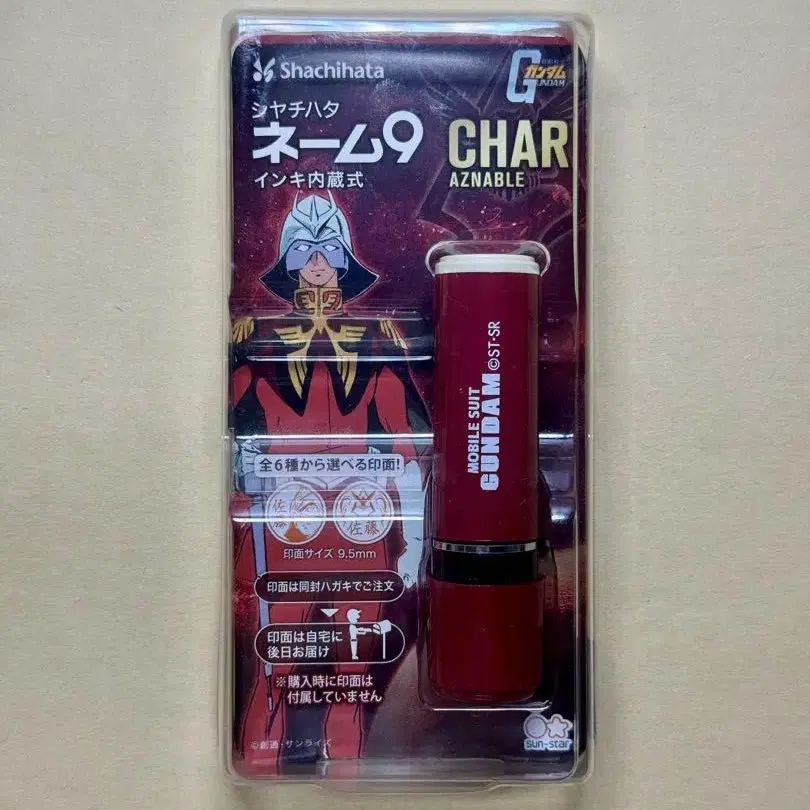 Shachihata
シヤチハタ
ネーム9
インキ内蔵式
G
ガンダム
GUNDAM
CHAR
AZNABLE
MOBILE SUIT
GUNDAM
©ST・SR
全6種から選べる印面!
佐藤
佐藤
印面サイズ 9.5mm
印面は同封ハガキでご注文
印面は自宅に
後日お届け
※購入時に印面は
付属していません
©創通・サンライズ
sun-star